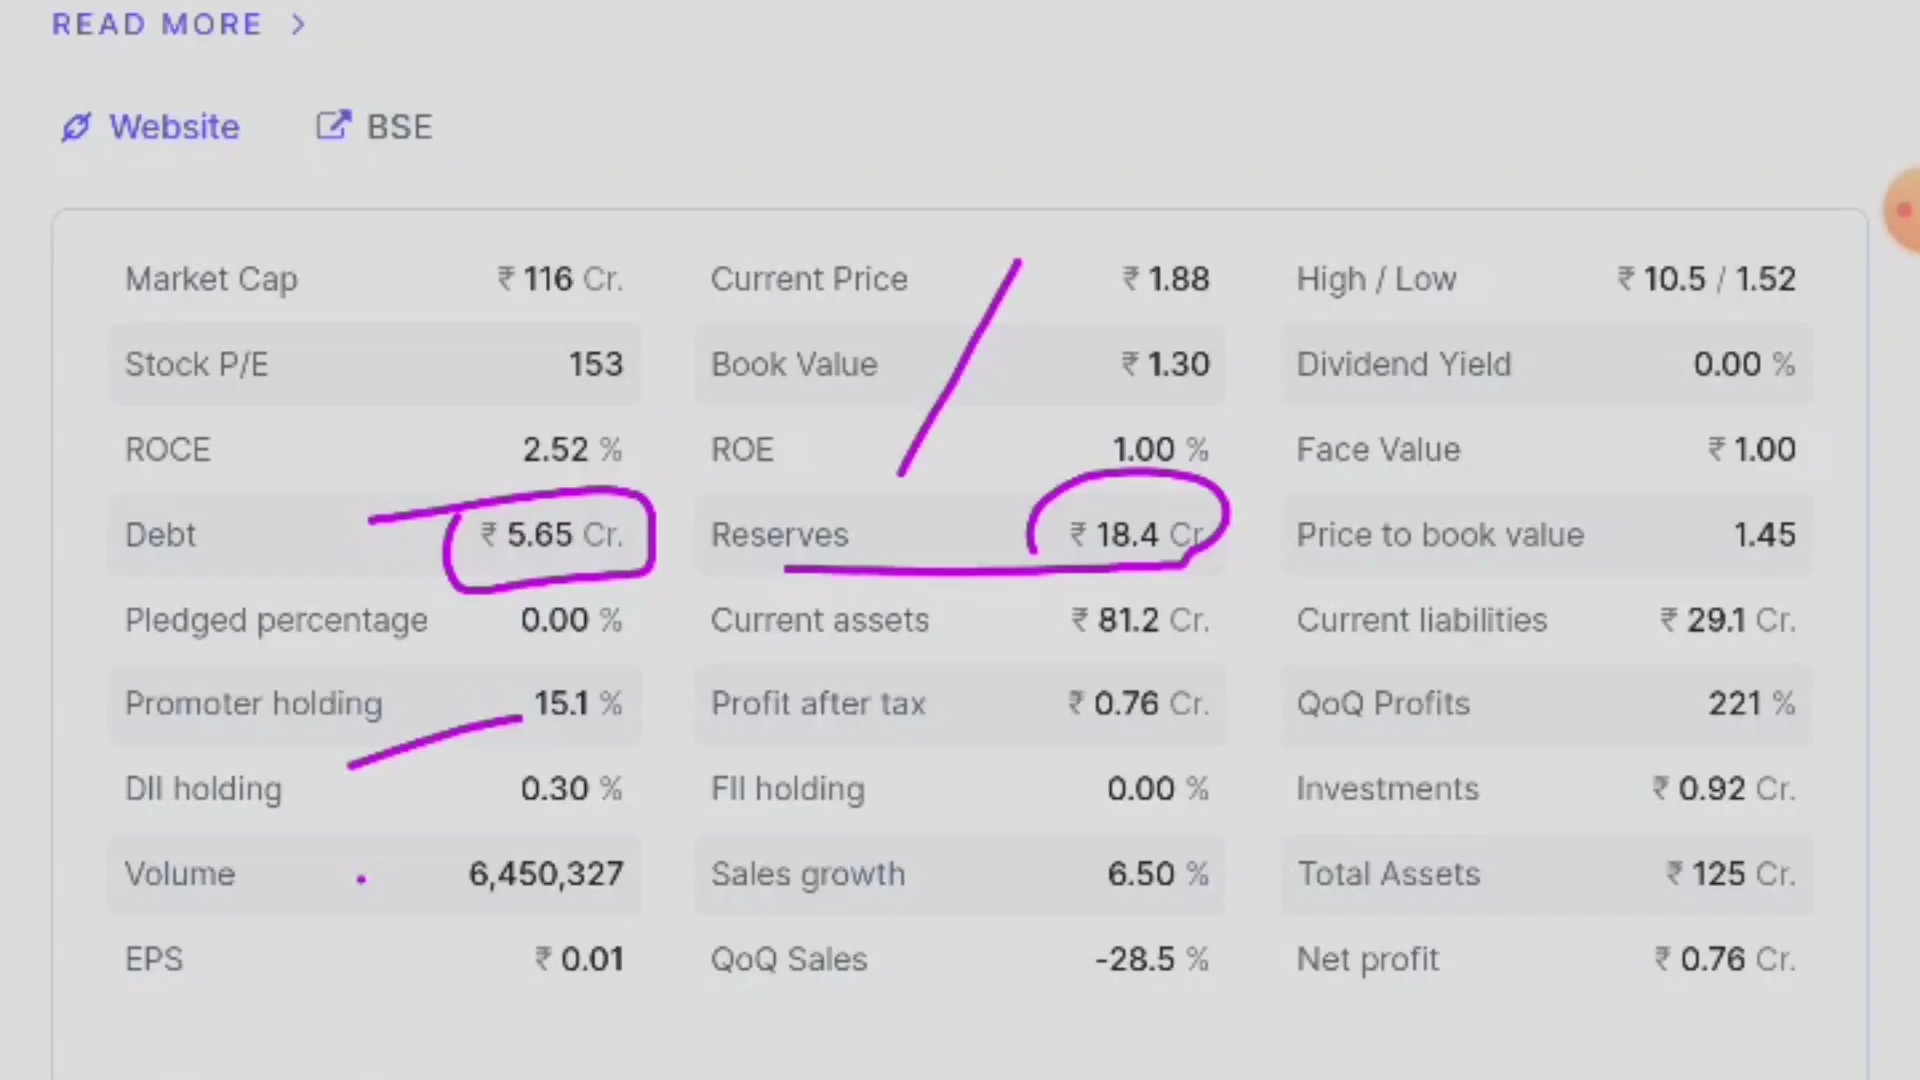 READ MORE >
Website BSE
Market Cap ₹ 116 Cr. Current Price ₹ 1.88 High / Low ₹ 10.5 / 1.52
Stock P/E 153 Book Value ₹ 1.30 Dividend Yield 0.00 %
ROCE 2.52 % ROE 1.00 % Face Value ₹ 1.00
Debt ₹ 5.65 Cr. Reserves ₹ 18.4 Cr. Price to book value 1.45
Pledged percentage 0.00 % Current assets ₹ 81.2 Cr. Current liabilities ₹ 29.1 Cr.
Promoter holding 15.1 % Profit after tax ₹ 0.76 Cr. QoQ Profits 221 %
DII holding 0.30 % FII holding 0.00 % Investments ₹ 0.92 Cr.
Volume 6,450,327 Sales growth 6.50 % Total Assets ₹ 125 Cr.
EPS ₹ 0.01 QoQ Sales -28.5 % Net profit ₹ 0.76 Cr.